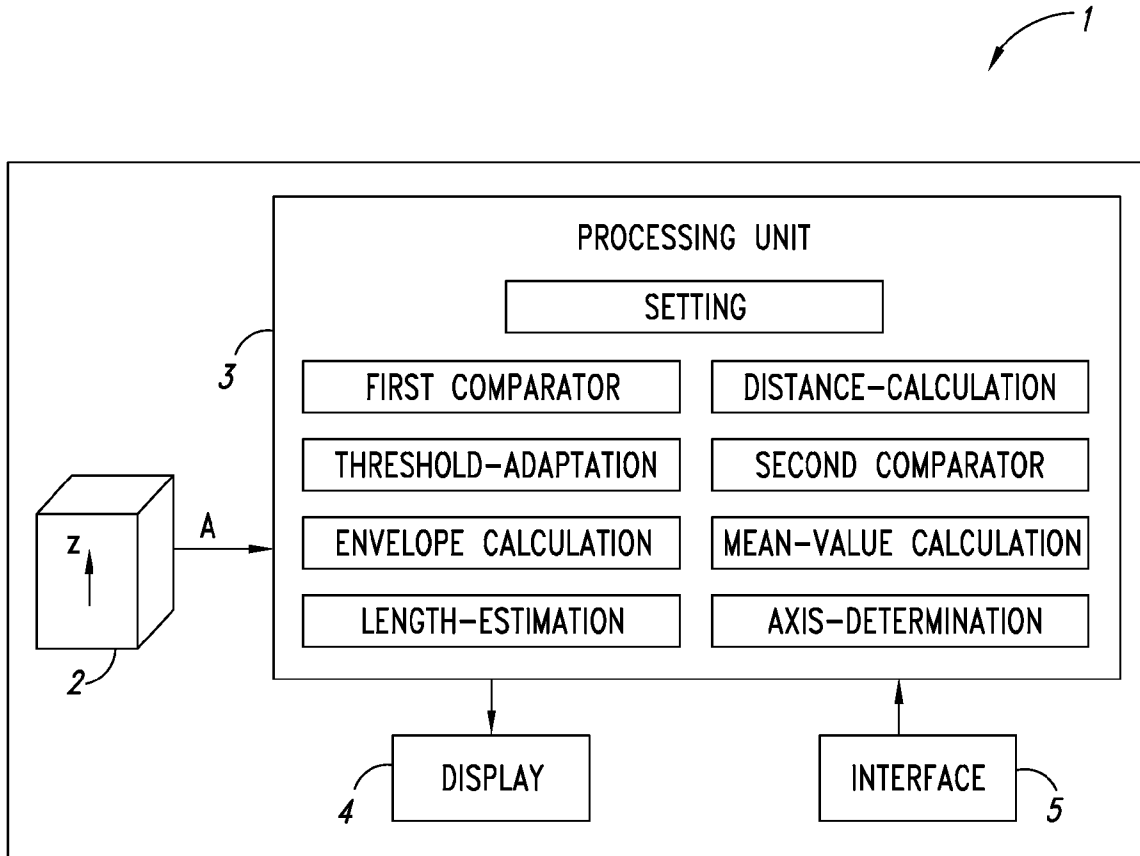 1
PROCESSING UNIT
SETTING
3
FIRST COMPARATOR
DISTANCE-CALCULATION
THRESHOLD-ADAPTATION
SECOND COMPARATOR
z
A
ENVELOPE CALCULATION
MEAN-VALUE CALCULATION
LENGTH-ESTIMATION
AXIS-DETERMINATION
2
4
DISPLAY
INTERFACE
5